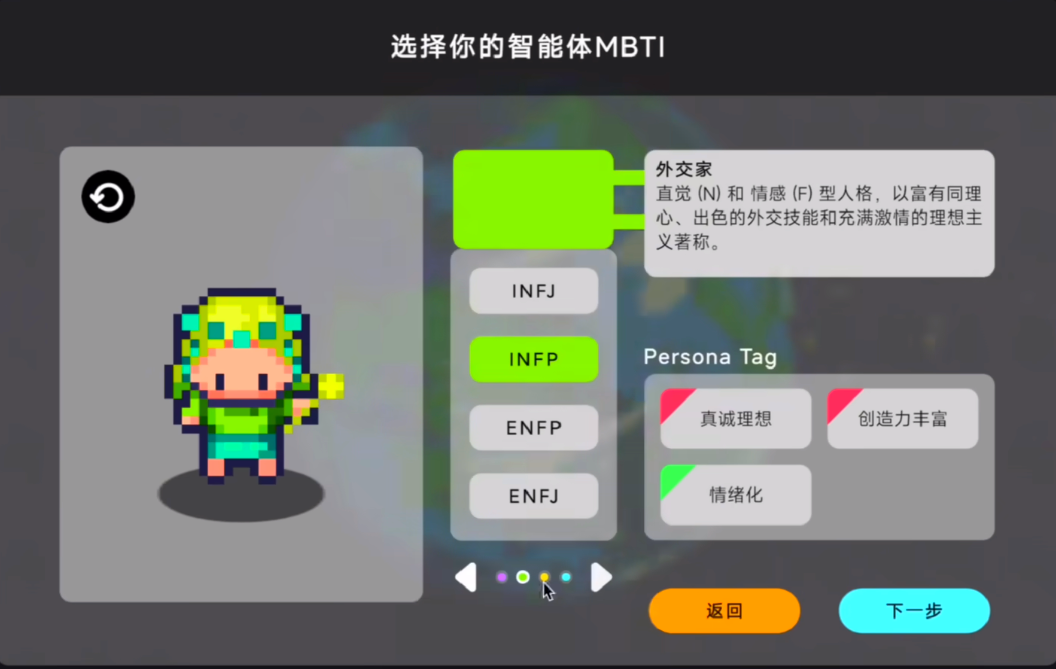 选择你的智能体MBTI
外交家
直觉 (N) 和 情感 (F) 型人格，以富有同理
心、出色的外交技能和充满激情的理想主
义著称。
INFJ
INFP
ENFP
ENFJ
Persona Tag
真诚理想
创造力丰富
情绪化
返回
下一步